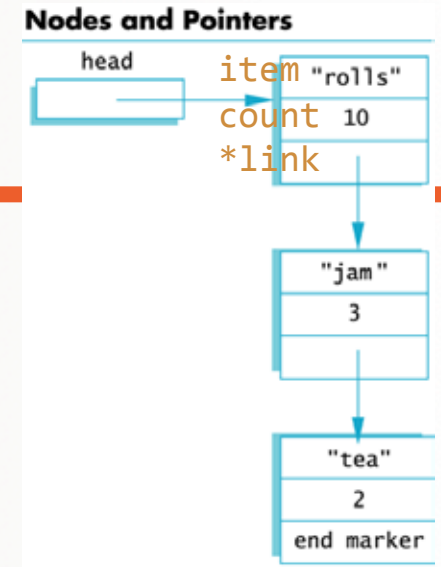 Nodes and Pointers
head
item "rolls"
count 10
*link
"jam"
3
"tea"
2
end marker